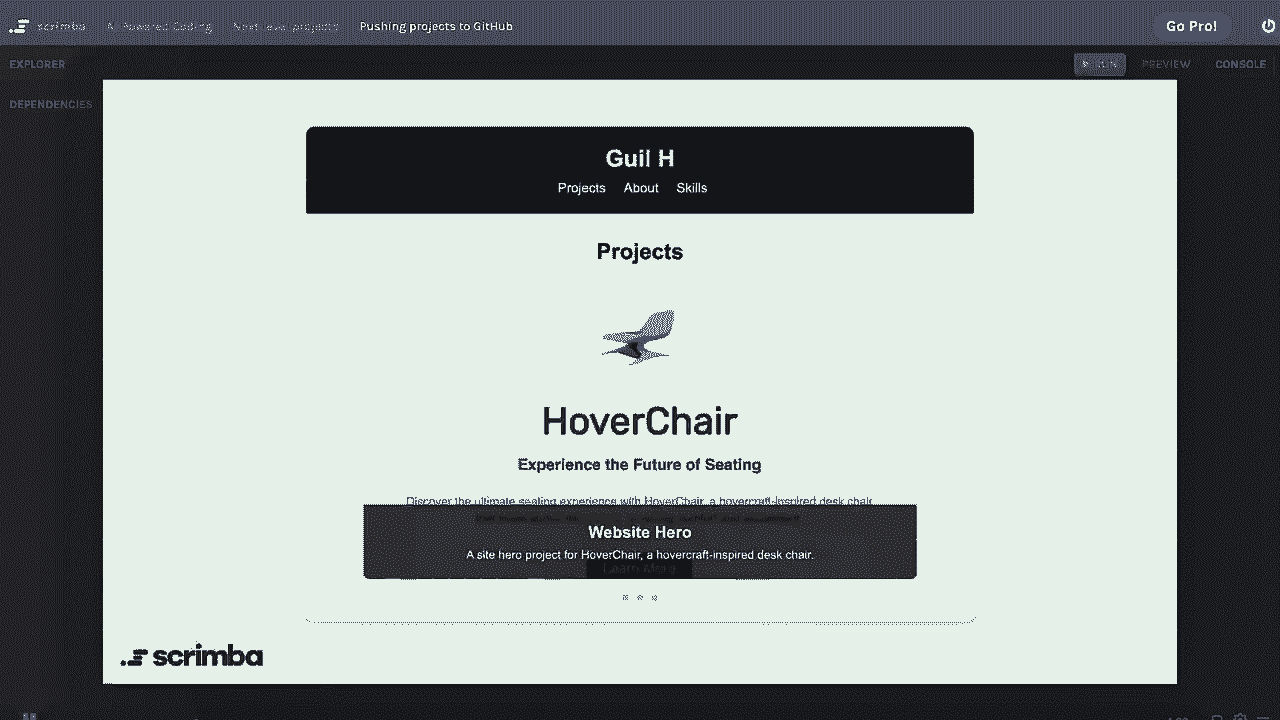 scrimba AI-Powered Coding Next level projects Pushing projects to GitHub Go Pro!
EXPLORER RUN PREVIEW CONSOLE
DEPENDENCIES
Guil H
Projects About Skills
Projects
HoverChair
Experience the Future of Seating
Discover the ultimate seating experience with HoverChair, a hovercraft-inspired desk chair
Website Hero
A site hero project for HoverChair, a hovercraft-inspired desk chair.
Learn More
scrimba